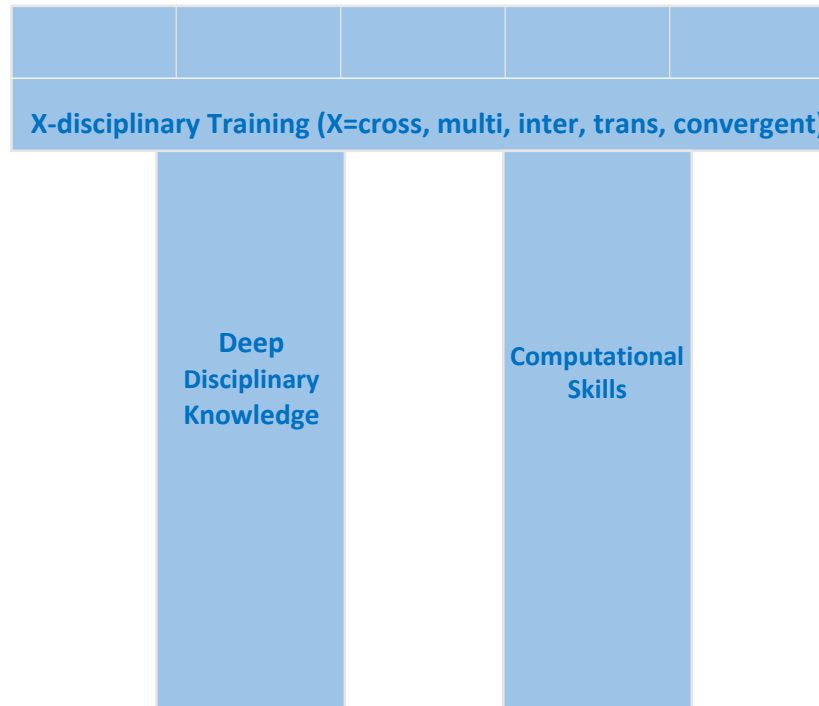 X-disciplinary Training (X=cross, multi, inter, trans, convergent)
Deep
Disciplinary
Knowledge
Computational
Skills